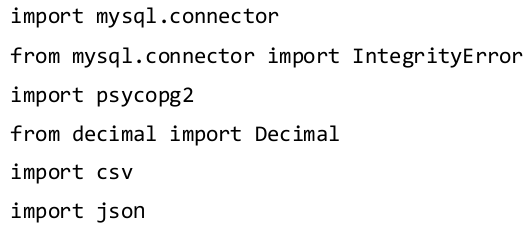 import mysql.connector
from mysql.connector import IntegrityError
import psycopg2
from decimal import Decimal
import csv
import json